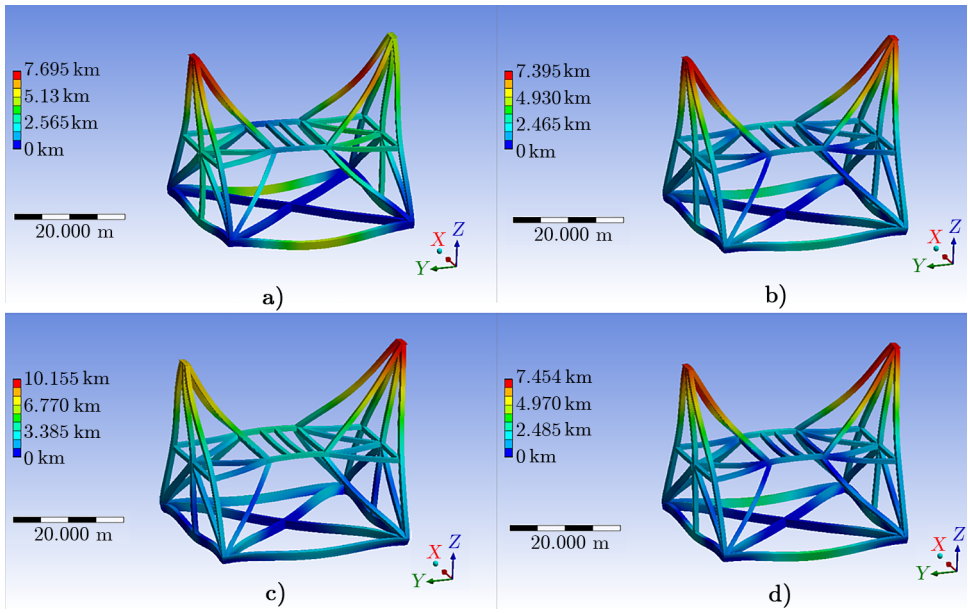 7.695 km
5.13 km
2.565 km
0 km
20.000 m
X
Z
Y
a)
7.395 km
4.930 km
2.465 km
0 km
20.000 m
X
Z
Y
b)
10.155 km
6.770 km
3.385 km
0 km
20.000 m
X
Z
Y
c)
7.454 km
4.970 km
2.485 km
0 km
20.000 m
X
Z
Y
d)